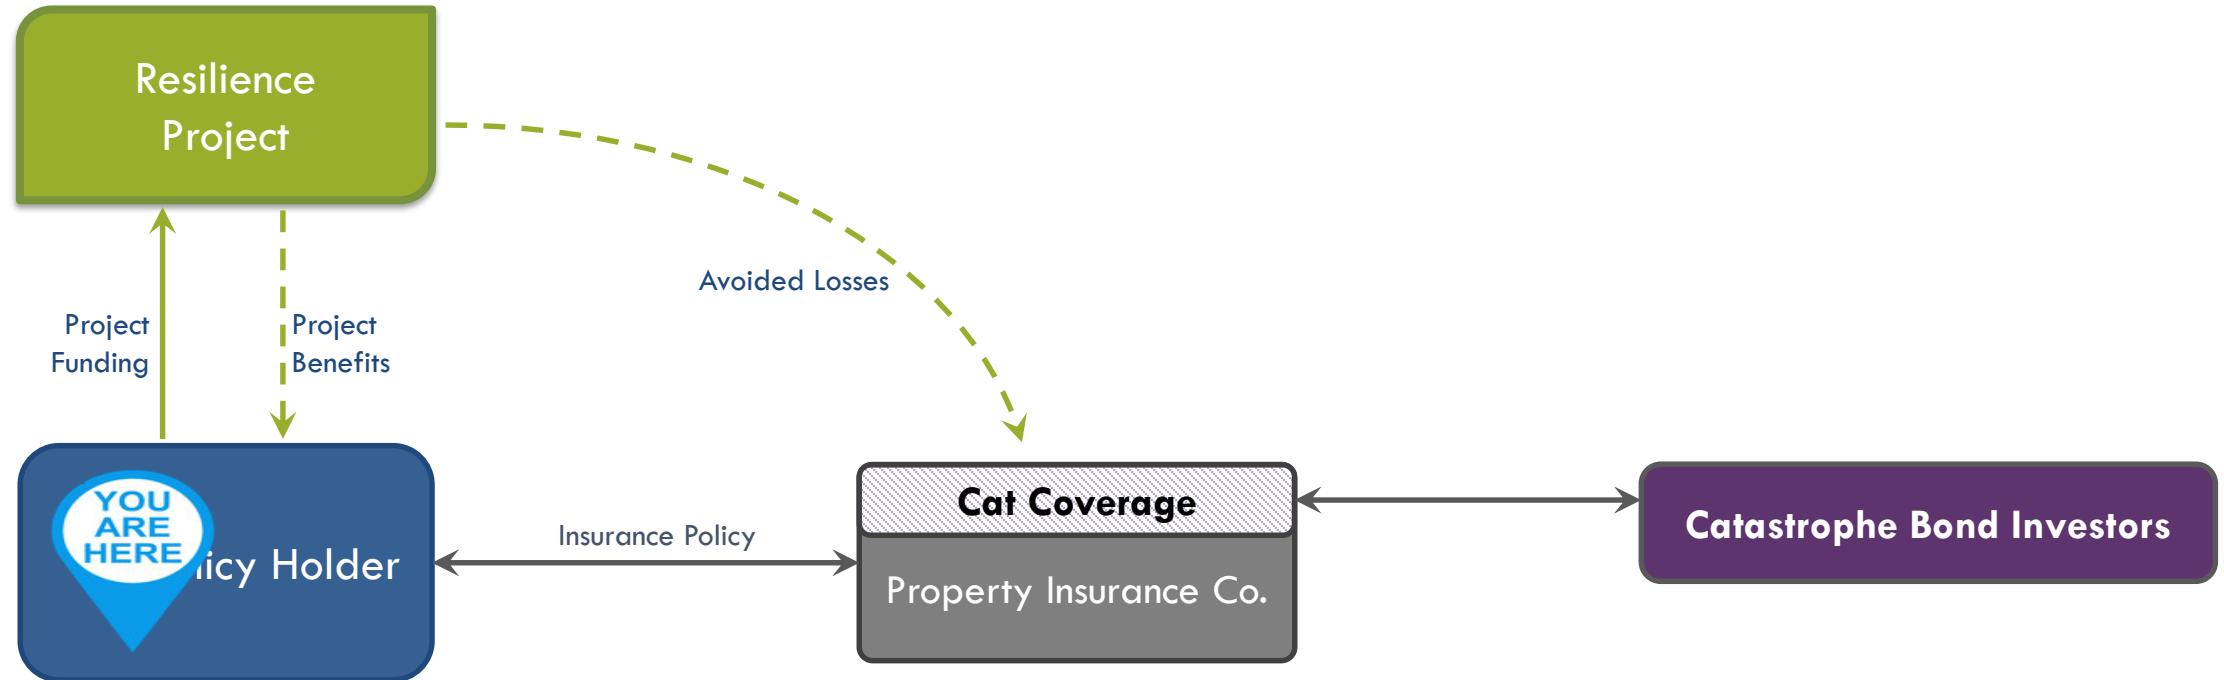 Resilience
Project
Avoided Losses
Project
Funding
Project
Benefits
YOU
ARE
HERE
licy Holder
Insurance Policy
Cat Coverage
Property Insurance Co.
Catastrophe Bond Investors